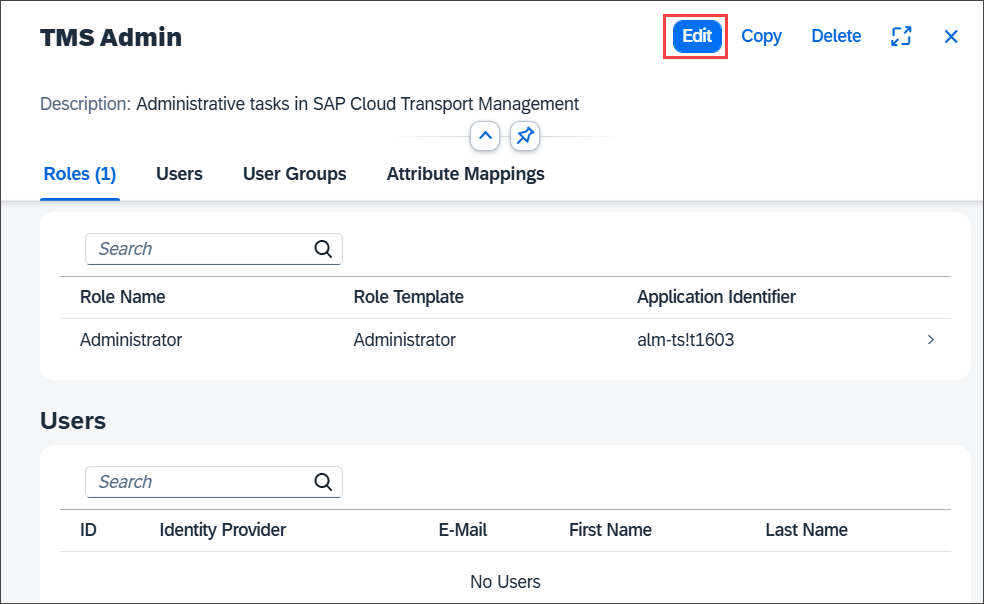 TMS Admin
Edit Copy Delete
Description: Administrative tasks in SAP Cloud Transport Management
Roles (1) Users User Groups Attribute Mappings
Search
Role Name Role Template Application Identifier
Administrator Administrator alm-ts!t1603
Users
Search
ID Identity Provider E-Mail First Name Last Name
No Users